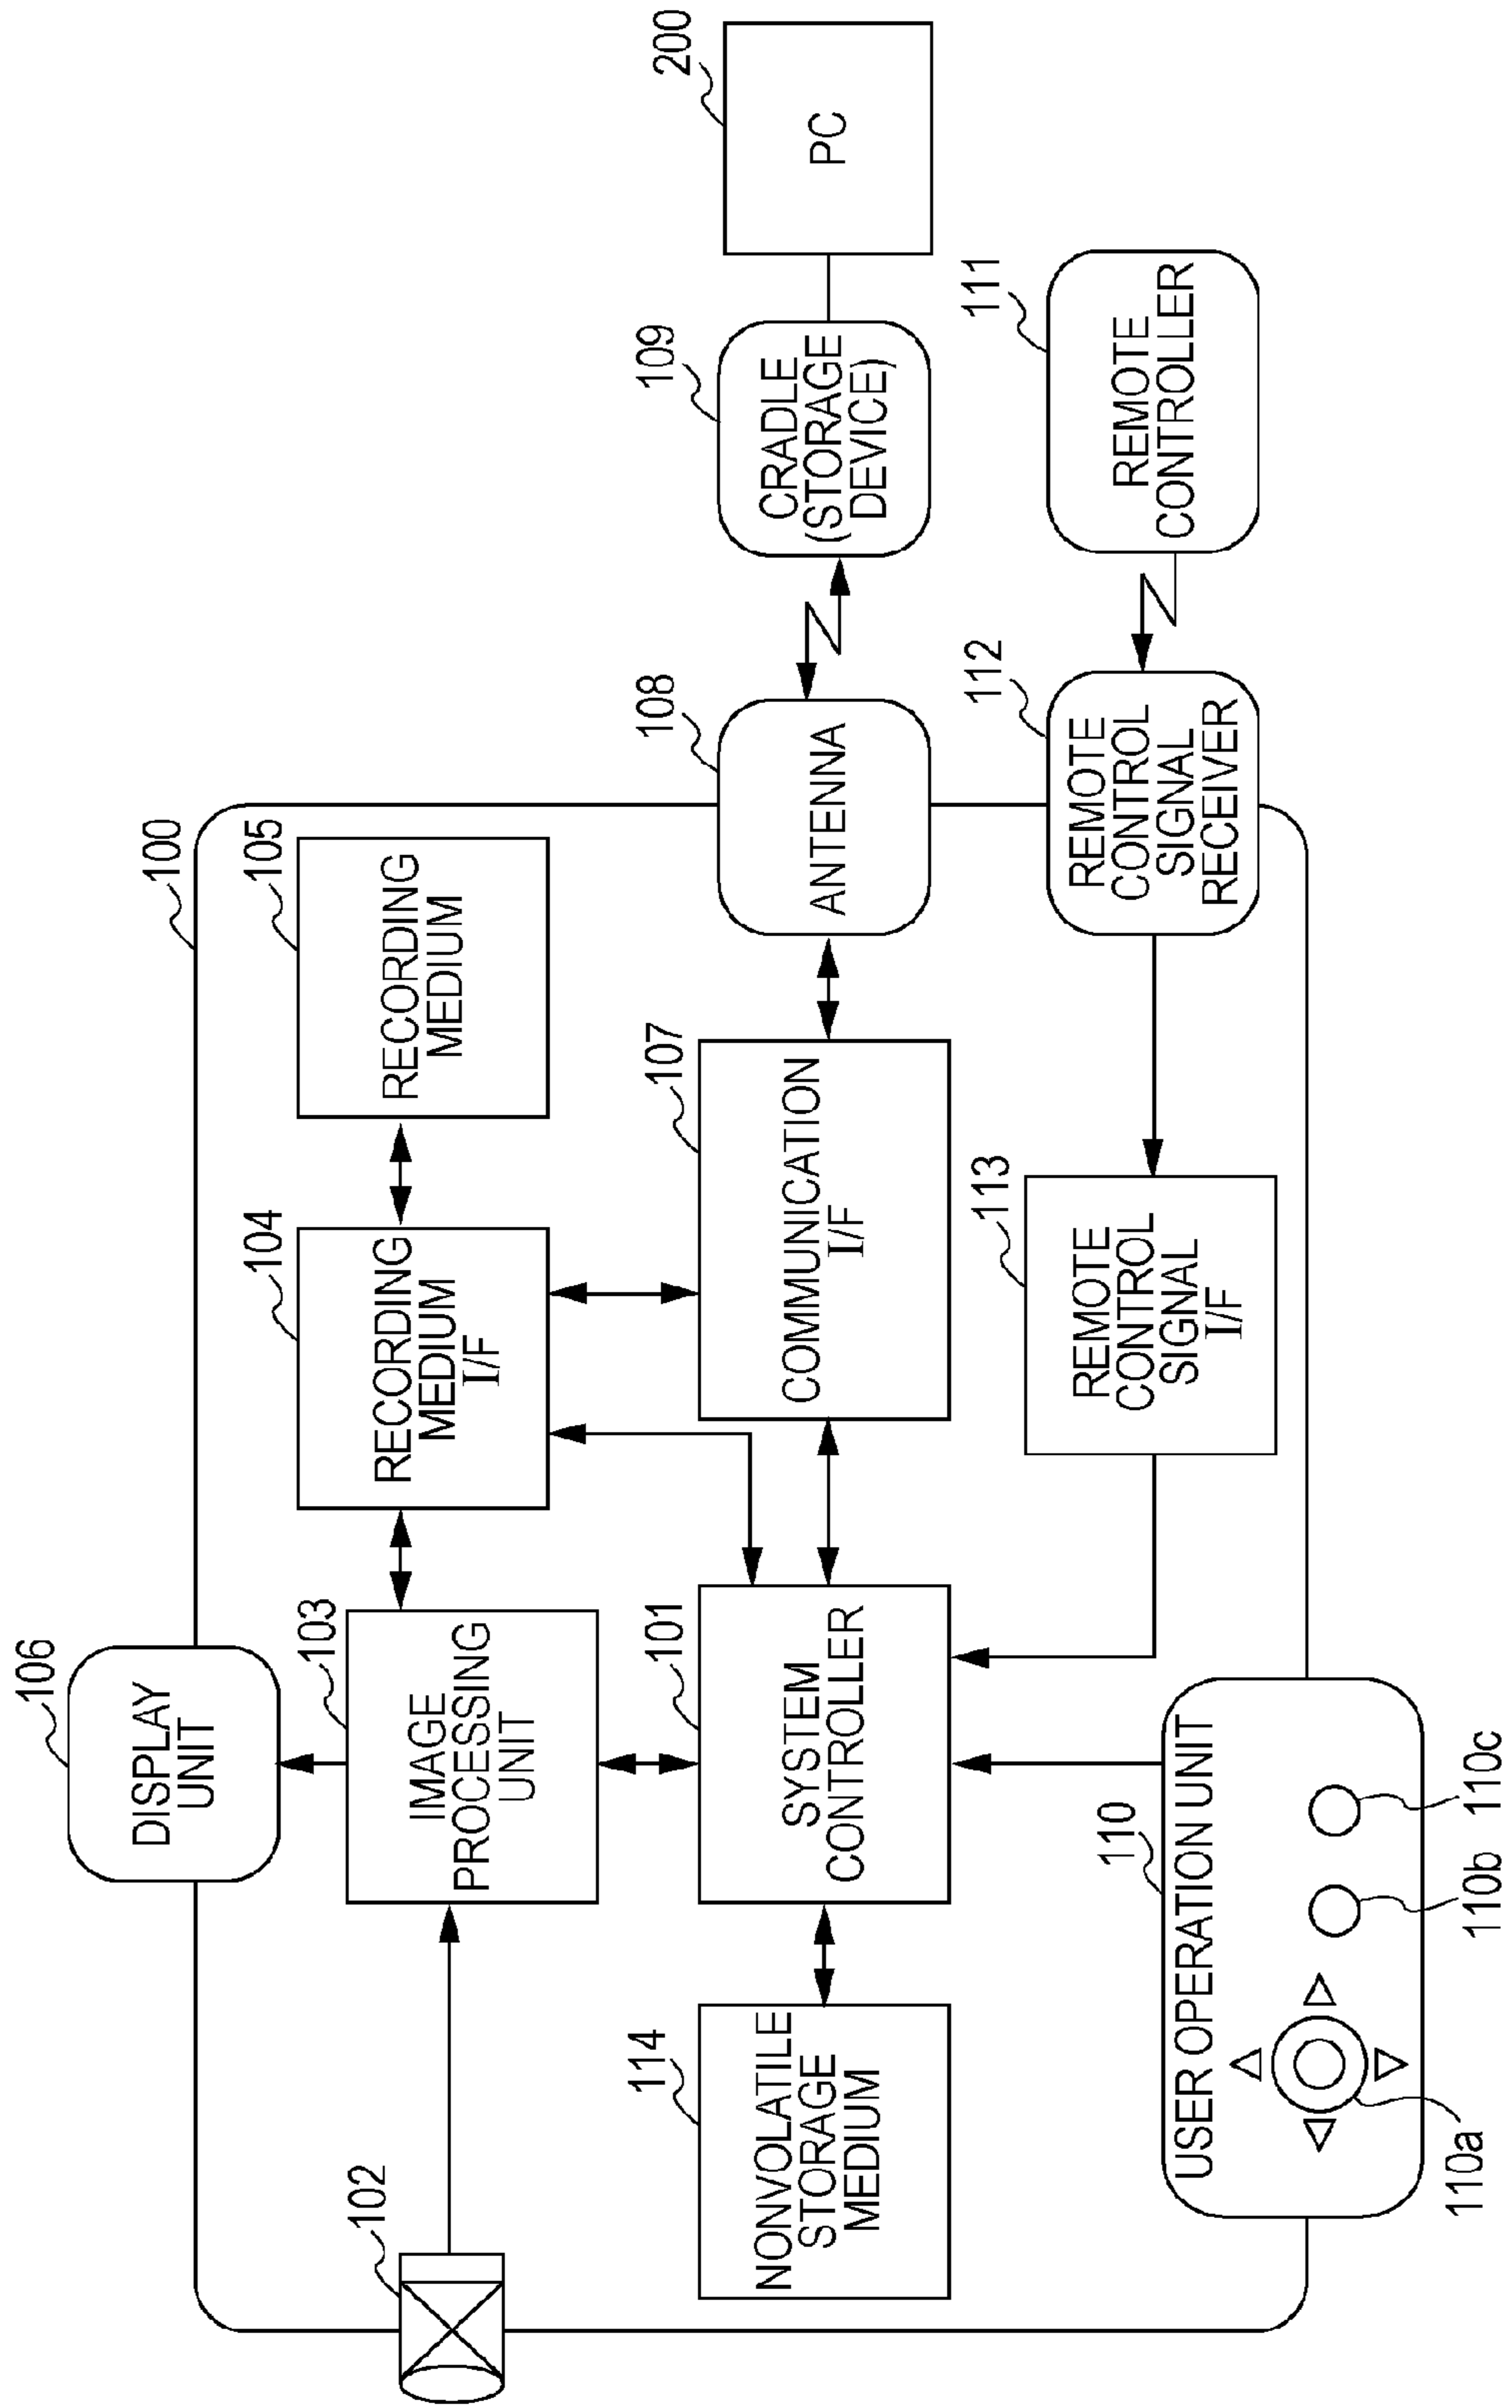 100
106
DISPLAY
UNIT
102
103
IMAGE
PROCESSING
UNIT
104
RECORDING
MEDIUM
I/F
105
RECORDING
MEDIUM
114
NONVOLATILE
STORAGE
MEDIUM
101
SYSTEM
CONTROLLER
107
COMMUNICATION
I/F
108
ANTENNA
109
CRADLE
(STORAGE
DEVICE)
200
PC
110
USER OPERATION UNIT
110a
110b
110c
113
REMOTE
CONTROL
SIGNAL
I/F
112
REMOTE
CONTROL
SIGNAL
RECEIVER
111
REMOTE
CONTROLLER